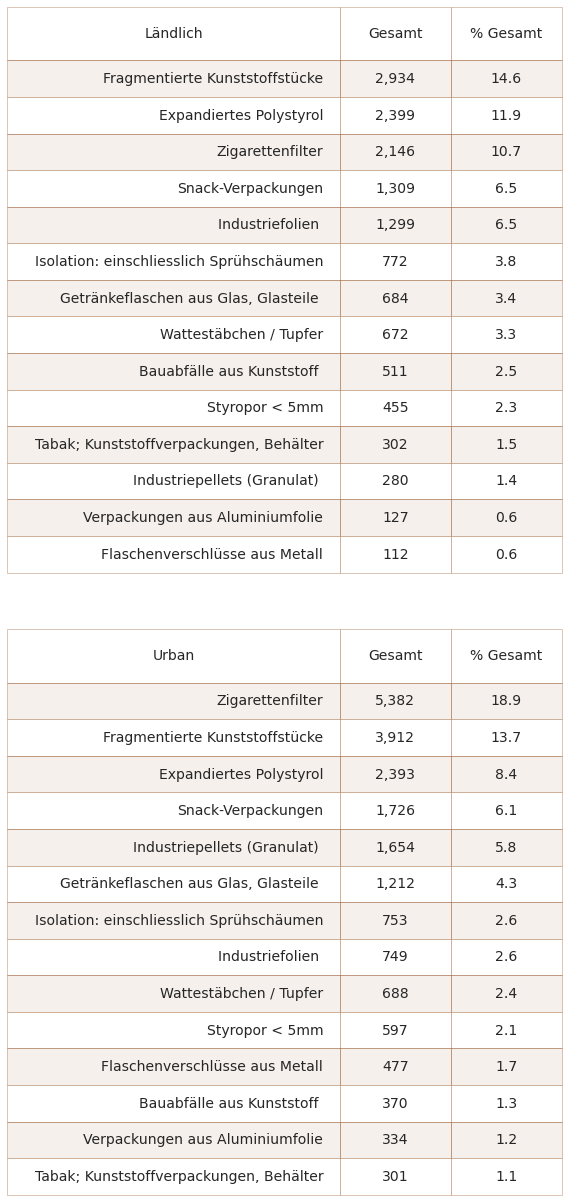 Ländlich Gesamt % Gesamt
Fragmentierte Kunststoffstücke 2,934 14.6
Expandiertes Polystyrol 2,399 11.9
Zigarettenfilter 2,146 10.7
Snack-Verpackungen 1,309 6.5
Industriefolien 1,299 6.5
Isolation: einschliesslich Sprühschäumen 772 3.8
Getränkeflaschen aus Glas, Glasteile 684 3.4
Wattestäbchen / Tupfer 672 3.3
Bauabfälle aus Kunststoff 511 2.5
Styropor < 5mm 455 2.3
Tabak; Kunststoffverpackungen, Behälter 302 1.5
Industriepellets (Granulat) 280 1.4
Verpackungen aus Aluminiumfolie 127 0.6
Flaschenverschlüsse aus Metall 112 0.6
Urban Gesamt % Gesamt
Zigarettenfilter 5,382 18.9
Fragmentierte Kunststoffstücke 3,912 13.7
Expandiertes Polystyrol 2,393 8.4
Snack-Verpackungen 1,726 6.1
Industriepellets (Granulat) 1,654 5.8
Getränkeflaschen aus Glas, Glasteile 1,212 4.3
Isolation: einschliesslich Sprühschäumen 753 2.6
Industriefolien 749 2.6
Wattestäbchen / Tupfer 688 2.4
Styropor < 5mm 597 2.1
Flaschenverschlüsse aus Metall 477 1.7
Bauabfälle aus Kunststoff 370 1.3
Verpackungen aus Aluminiumfolie 334 1.2
Tabak; Kunststoffverpackungen, Behälter 301 1.1